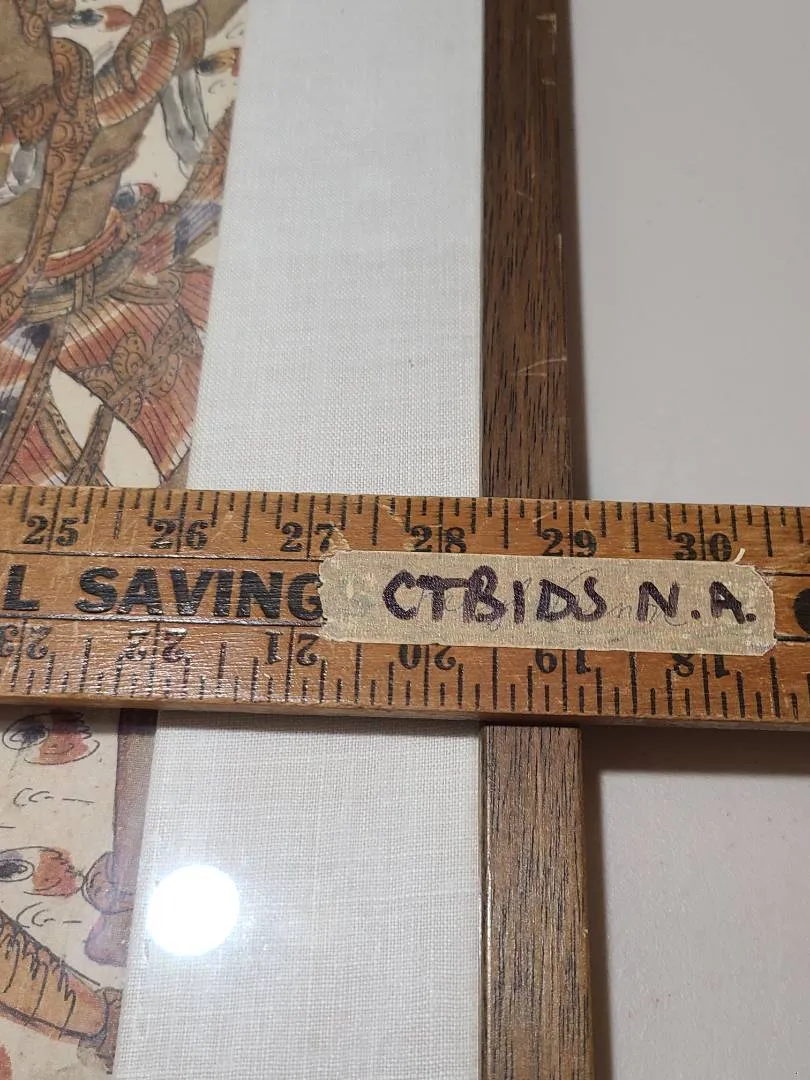 25 26 27 28 29 30
L SAVING
CTBIDS N.A.
23 22 21 20 19 18